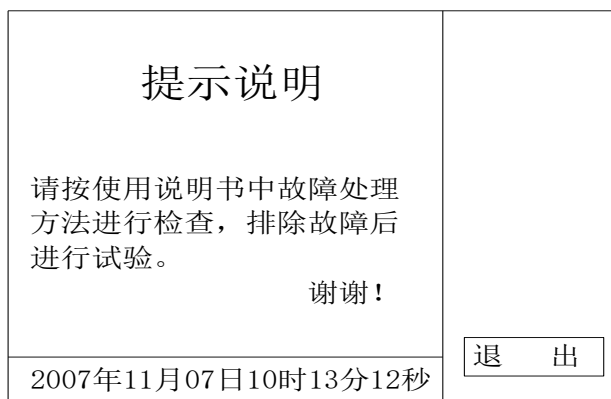 提示说明
请按使用说明书中故障处理
方法进行检查，排除故障后
进行试验。
谢谢！
退 出
2007年11月07日10时13分12秒